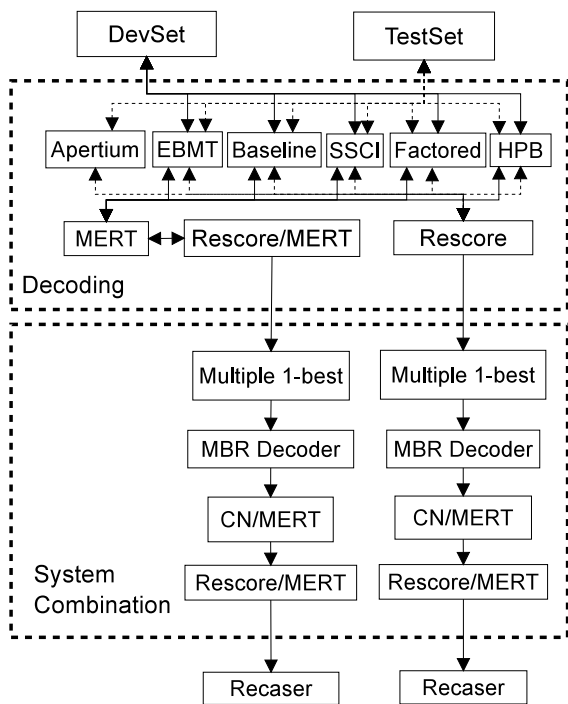 DevSet
TestSet
Apertium
EBMT
Baseline
SSCI
Factored
HPB
MERT
Rescore/MERT
Rescore
Decoding
Multiple 1-best
Multiple 1-best
MBR Decoder
MBR Decoder
CN/MERT
CN/MERT
System
Combination
Rescore/MERT
Rescore/MERT
Recaser
Recaser